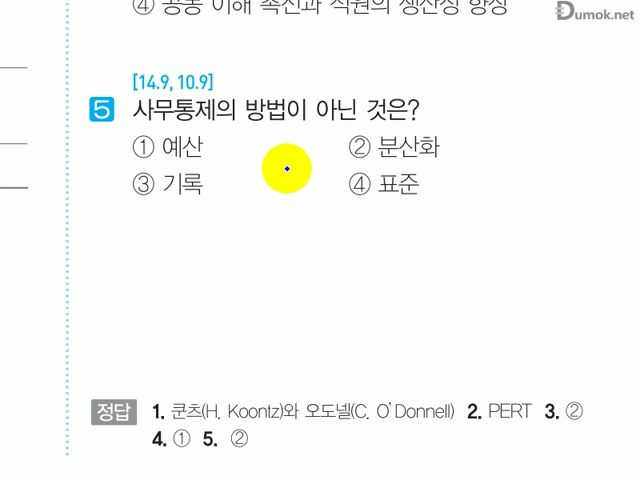 ④ 공동 이해 촉진과 직원의 생산성 향상
Dumok.net
[14.9, 10.9]
5 사무통제의 방법이 아닌 것은?
① 예산 ② 분산화
③ 기록 ④ 표준
정답 1. 쿤츠(H. Koontz)와 오도넬(C. O'Donnell) 2. PERT 3. ②
4. ① 5. ②